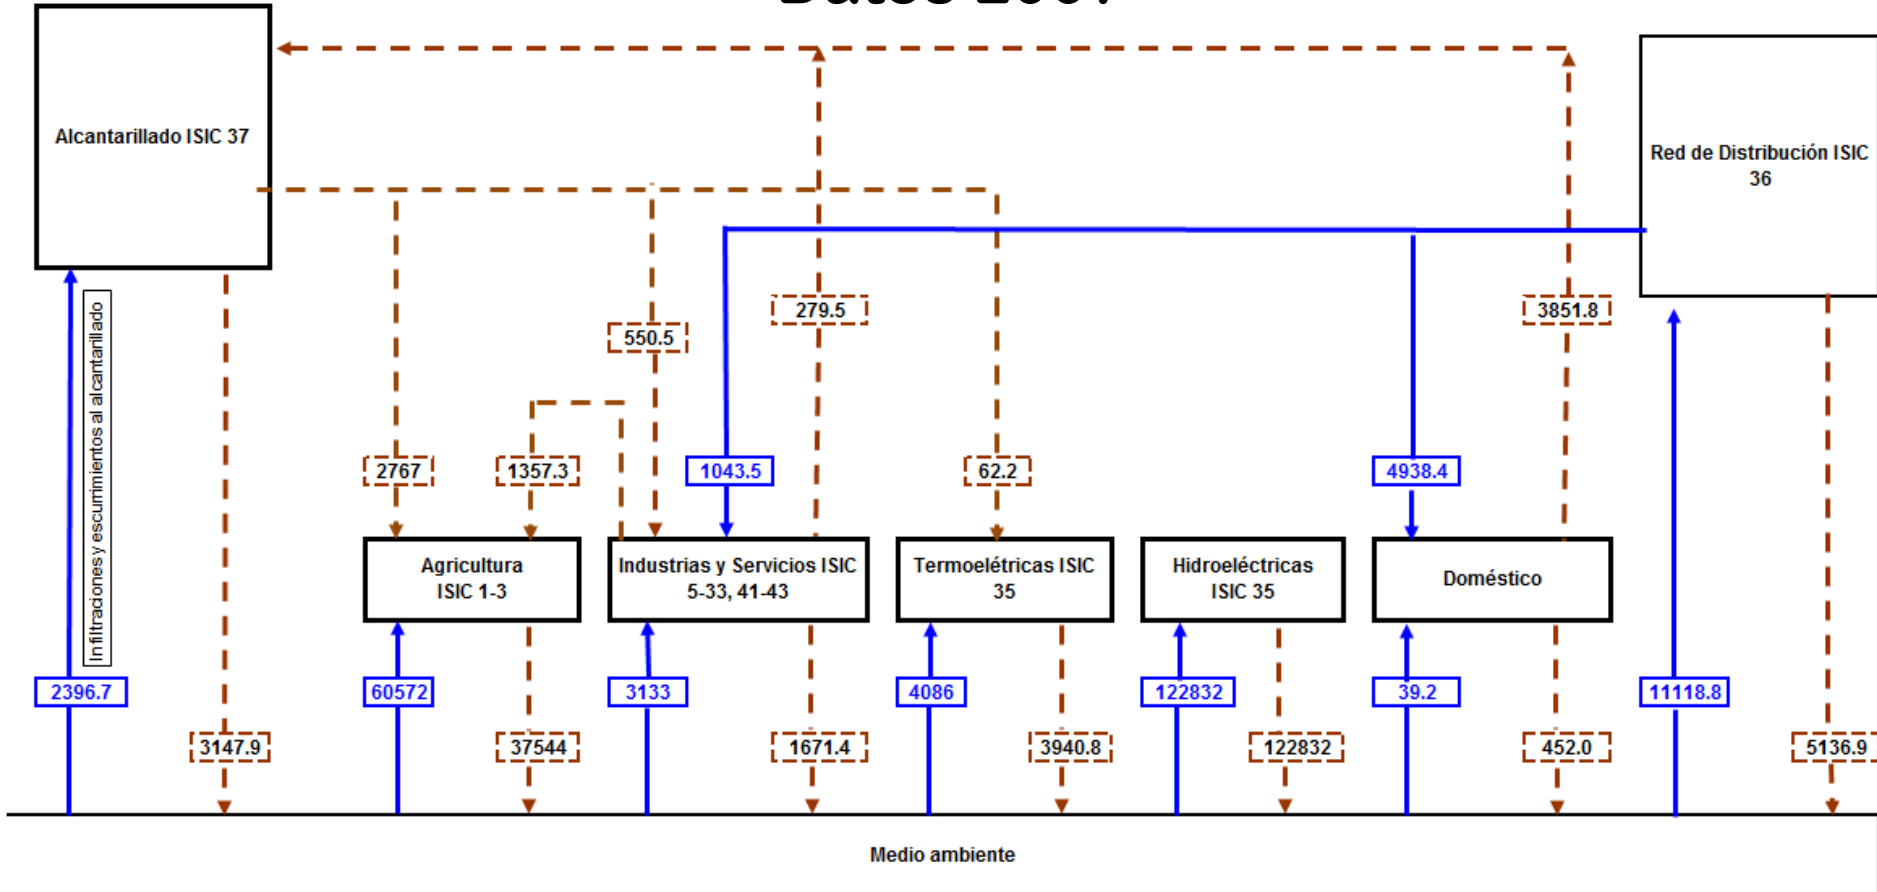 Alcantarillado ISIC 37
Red de Distribución ISIC
36
Infiltraciones y escurrimientos al alcantarillado
279.5
3851.8
550.5
2767
1357.3
1043.5
62.2
4938.4
Agricultura
ISIC 1-3
Industrias y Servicios ISIC
5-33, 41-43
Termoelétricas ISIC
35
Hidroeléctricas
ISIC 35
Doméstico
2396.7
60572
3133
4086
122832
39.2
11118.8
3147.9
37544
1671.4
3940.8
122832
452.0
5136.9
Medio ambiente